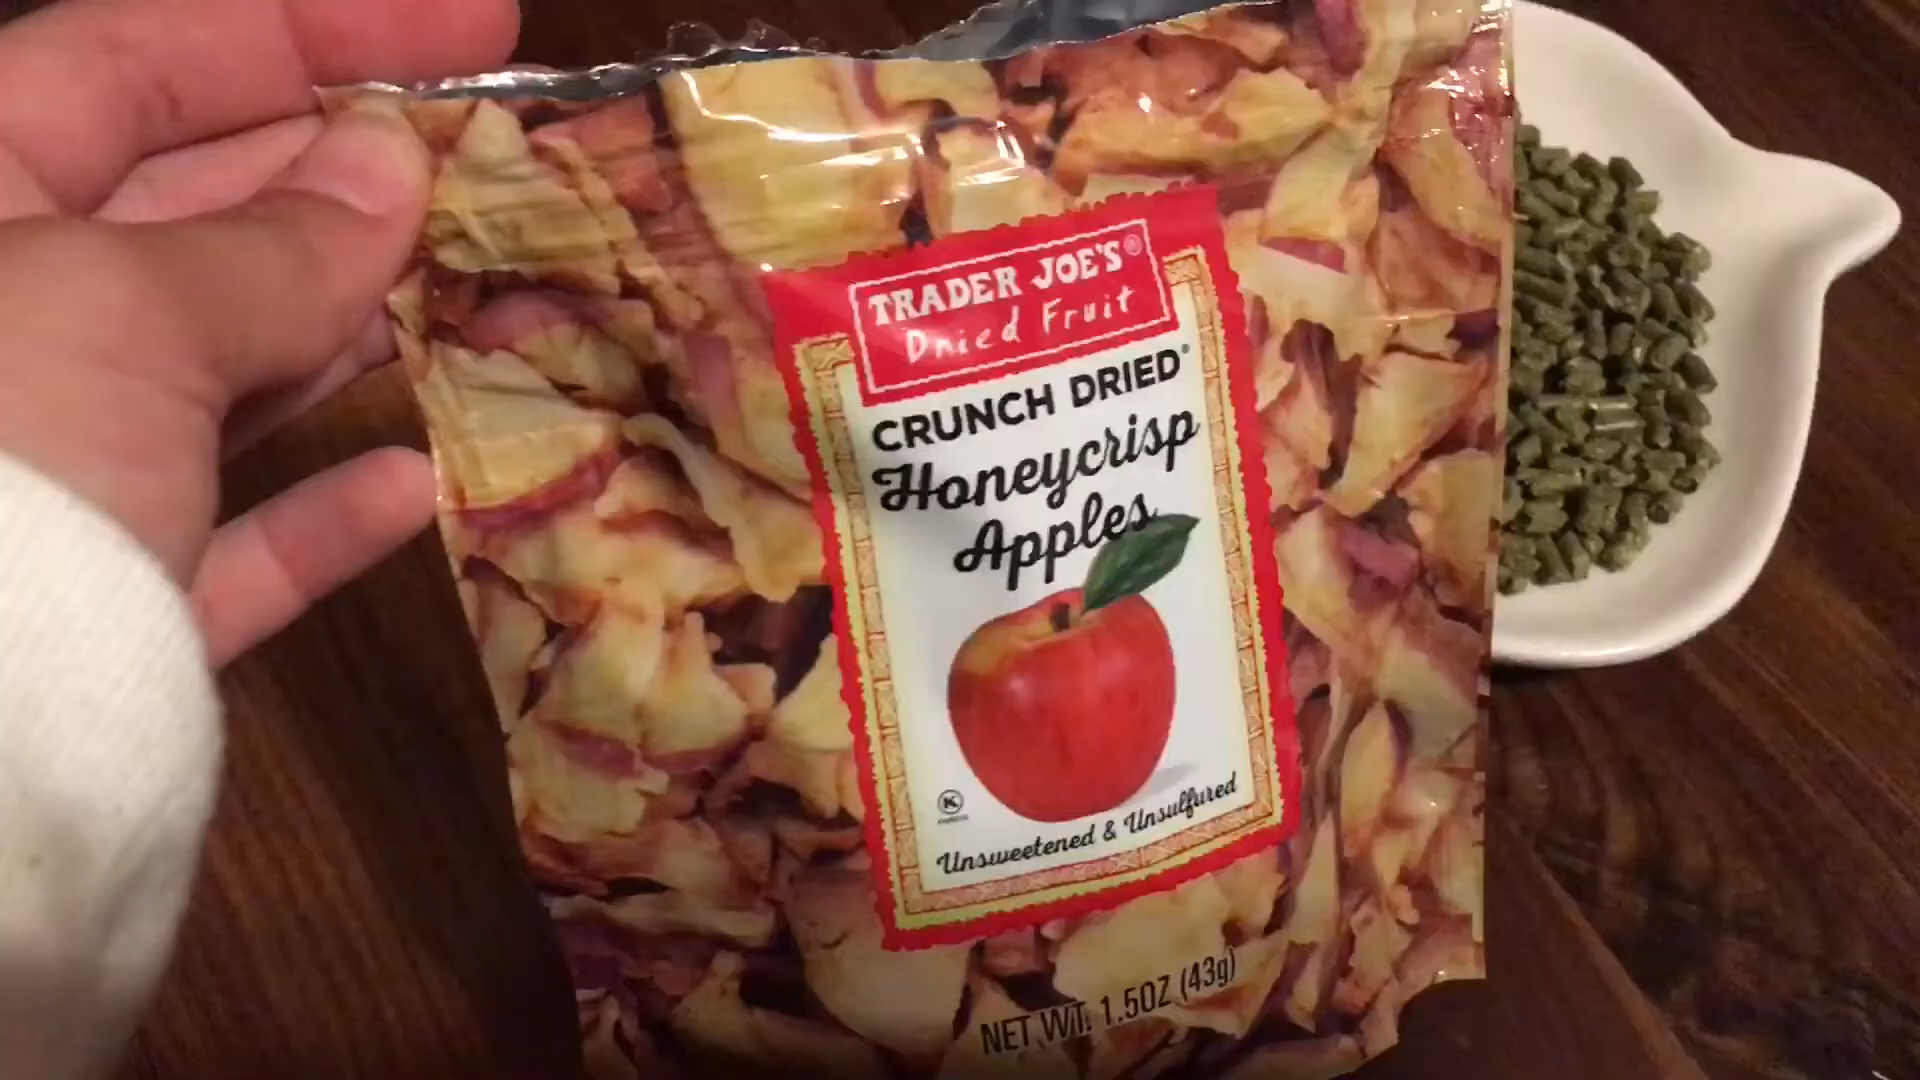 TRADER JOE'S®
Dried Fruit
CRUNCH DRIED®
Honeycrisp
Apples
K
Unsweetened & Unsulfured
NET WT. 1.5OZ (43g)